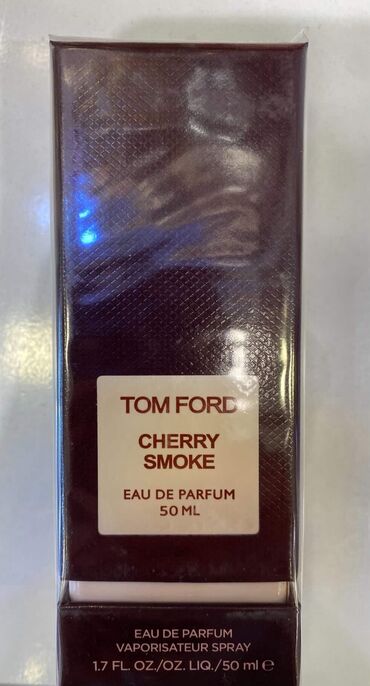 TOM FORD
CHERRY
SMOKE
EAU DE PARFUM
50 ML
EAU DE PARFUM
VAPORISATEUR SPRAY
1.7 FL. OZ./OZ. LIQ./50 ml ℮